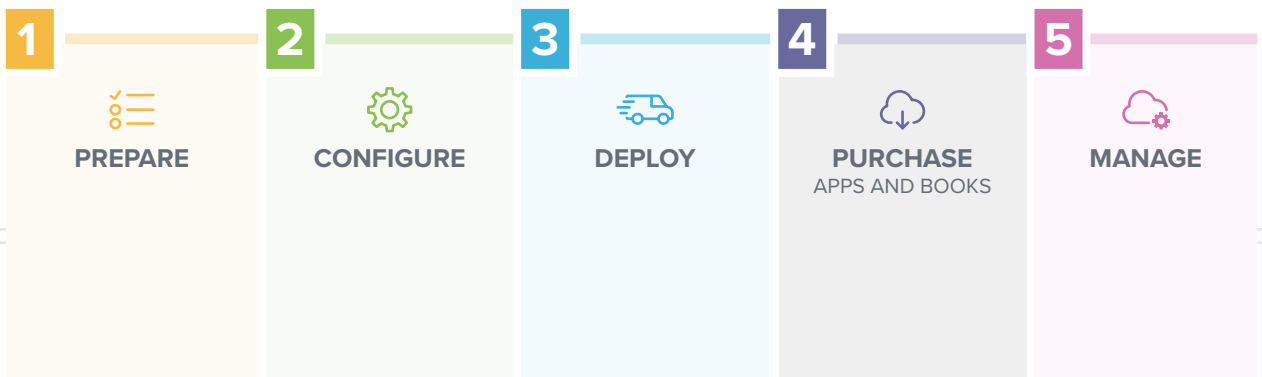 1
PREPARE
2
CONFIGURE
3
DEPLOY
4
PURCHASE
APPS AND BOOKS
5
MANAGE